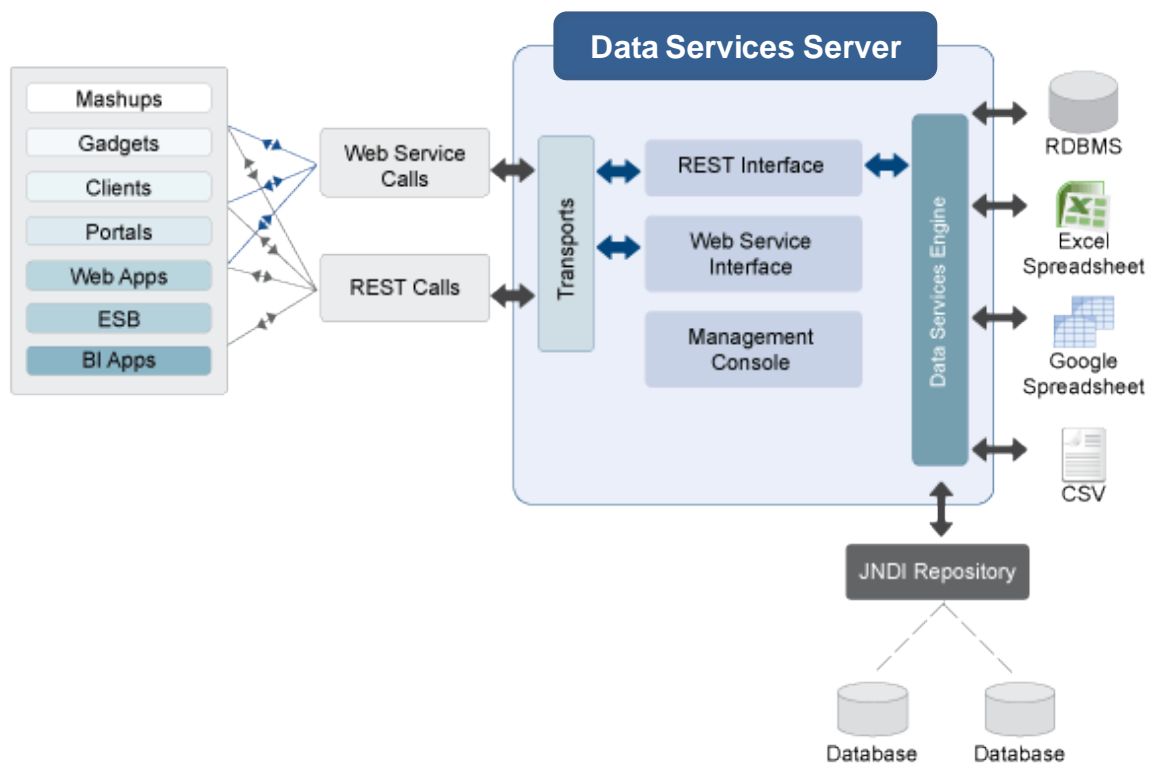 Data Services Server
Mashups
Gadgets
Clients
Portals
Web Apps
ESB
BI Apps
Web Service
Calls
REST Calls
Transports
REST Interface
Web Service
Interface
Management
Console
Data Services Engine
RDBMS
Excel
Spreadsheet
Google
Spreadsheet
CSV
JNDI Repository
Database
Database